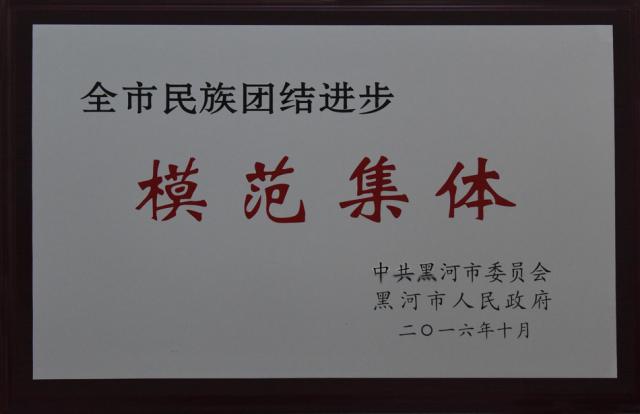 全市民族团结进步
模范集体
中共黑河市委员会
黑河市人民政府
二〇一六年十月